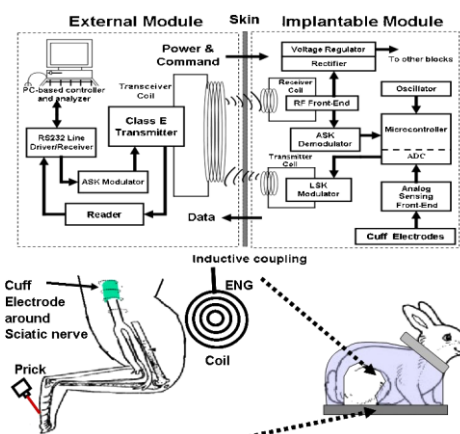 External Module
Skin
Implantable Module
Power &
Command
Voltage Regulator
Rectifier
To other blocks
PC-based controller
and analyzer
Transceiver
Coil
Receiver
Coil
RF Front-End
Oscillator
RS232 Line
Driver/Receiver
Class E
Transmitter
ASK
Demodulator
Microcontroller
ADC
ASK Modulator
Transmitter
Coil
LSK
Modulator
Reader
Data
Analog
Sensing
Front-End
Cuff Electrodes
Inductive coupling
Cuff
Electrode
around
Sciatic nerve
ENG
Coil
Prick